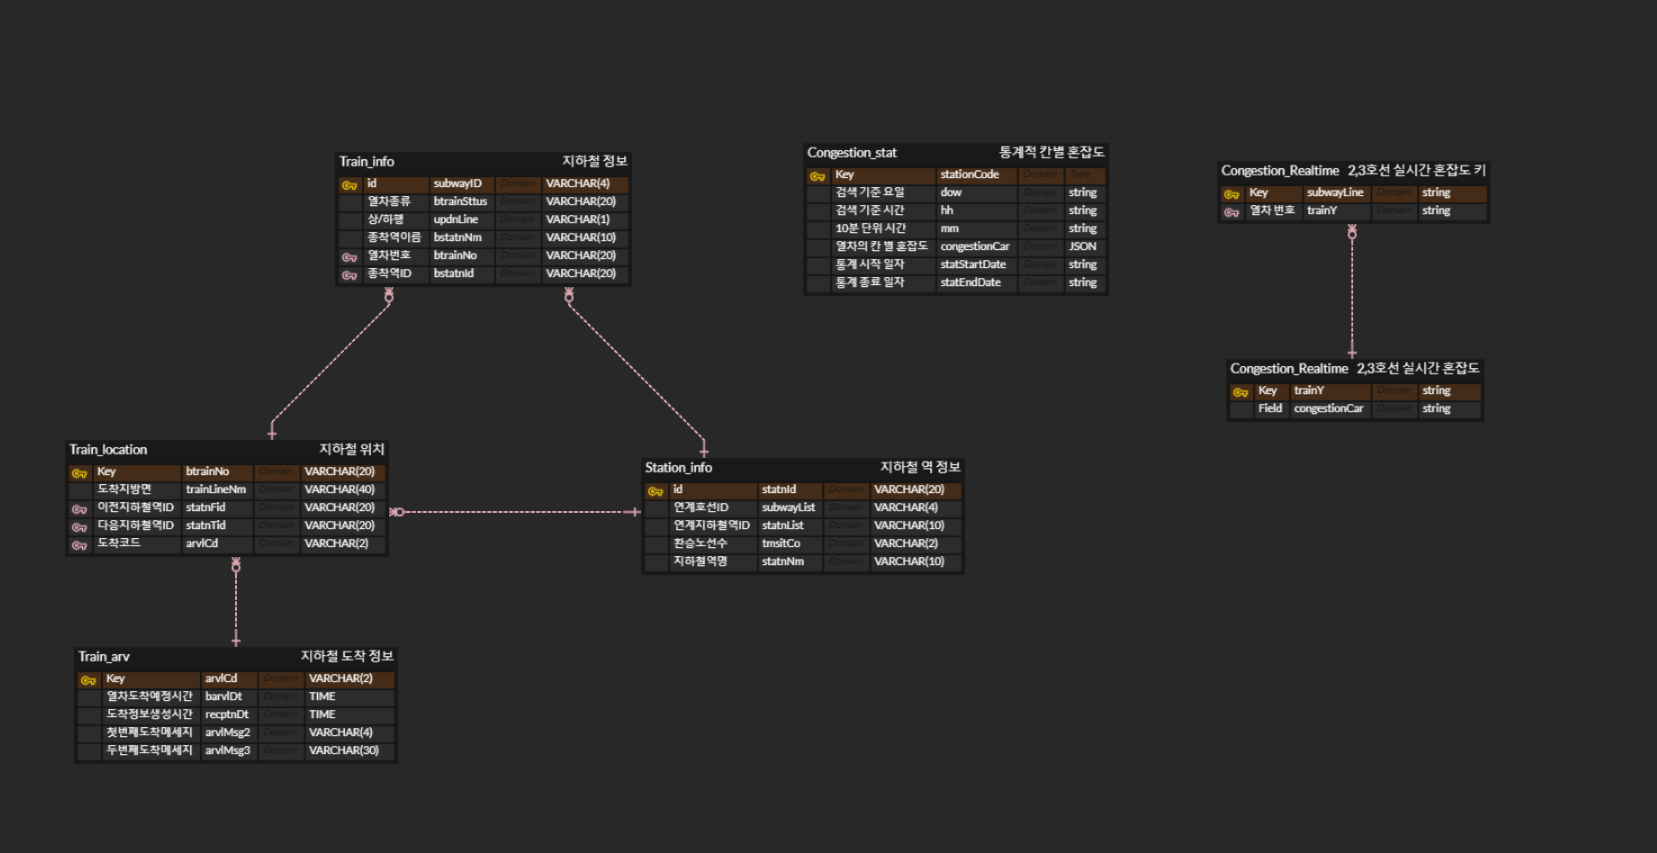 Train_info 지하철 정보
id subwayID Domain VARCHAR(4)
열차종류 btrainSttus Domain VARCHAR(20)
상/하행 updnLine Domain VARCHAR(1)
종착역이름 bstatnNm Domain VARCHAR(10)
열차번호 btrainNo Domain VARCHAR(20)
종착역ID bstatnId Domain VARCHAR(20)
Congestion_stat 통계적 칸별 혼잡도
Key stationCode Domain Type
검색 기준 요일 dow Domain string
검색 기준 시간 hh Domain string
10분 단위 시간 mm Domain string
열차의 칸 별 혼잡도 congestionCar Domain JSON
통계 시작 일자 statStartDate Domain string
통계 종료 일자 statEndDate Domain string
Congestion_Realtime 2,3호선 실시간 혼잡도 키
Key subwayLine Domain string
열차 번호 trainY Domain string
Congestion_Realtime 2,3호선 실시간 혼잡도
Key trainY Domain string
Field congestionCar Domain string
Train_location 지하철 위치
Key btrainNo Domain VARCHAR(20)
도착지방면 trainLineNm Domain VARCHAR(40)
이전지하철역ID statnFid Domain VARCHAR(20)
다음지하철역ID statnTid Domain VARCHAR(20)
도착코드 arvlCd Domain VARCHAR(2)
Station_info 지하철 역 정보
id statnId Domain VARCHAR(20)
연계호선ID subwayList Domain VARCHAR(4)
연계지하철역ID statnList Domain VARCHAR(10)
환승노선수 tmsitCo Domain VARCHAR(2)
지하철역명 statnNm Domain VARCHAR(10)
Train_arv 지하철 도착 정보
Key arvlCd Domain VARCHAR(2)
열차도착예정시간 barvlDt Domain TIME
도착정보생성시간 recptnDt Domain TIME
첫번째도착메세지 arvlMsg2 Domain VARCHAR(4)
두번째도착메세지 arvlMsg3 Domain VARCHAR(30)